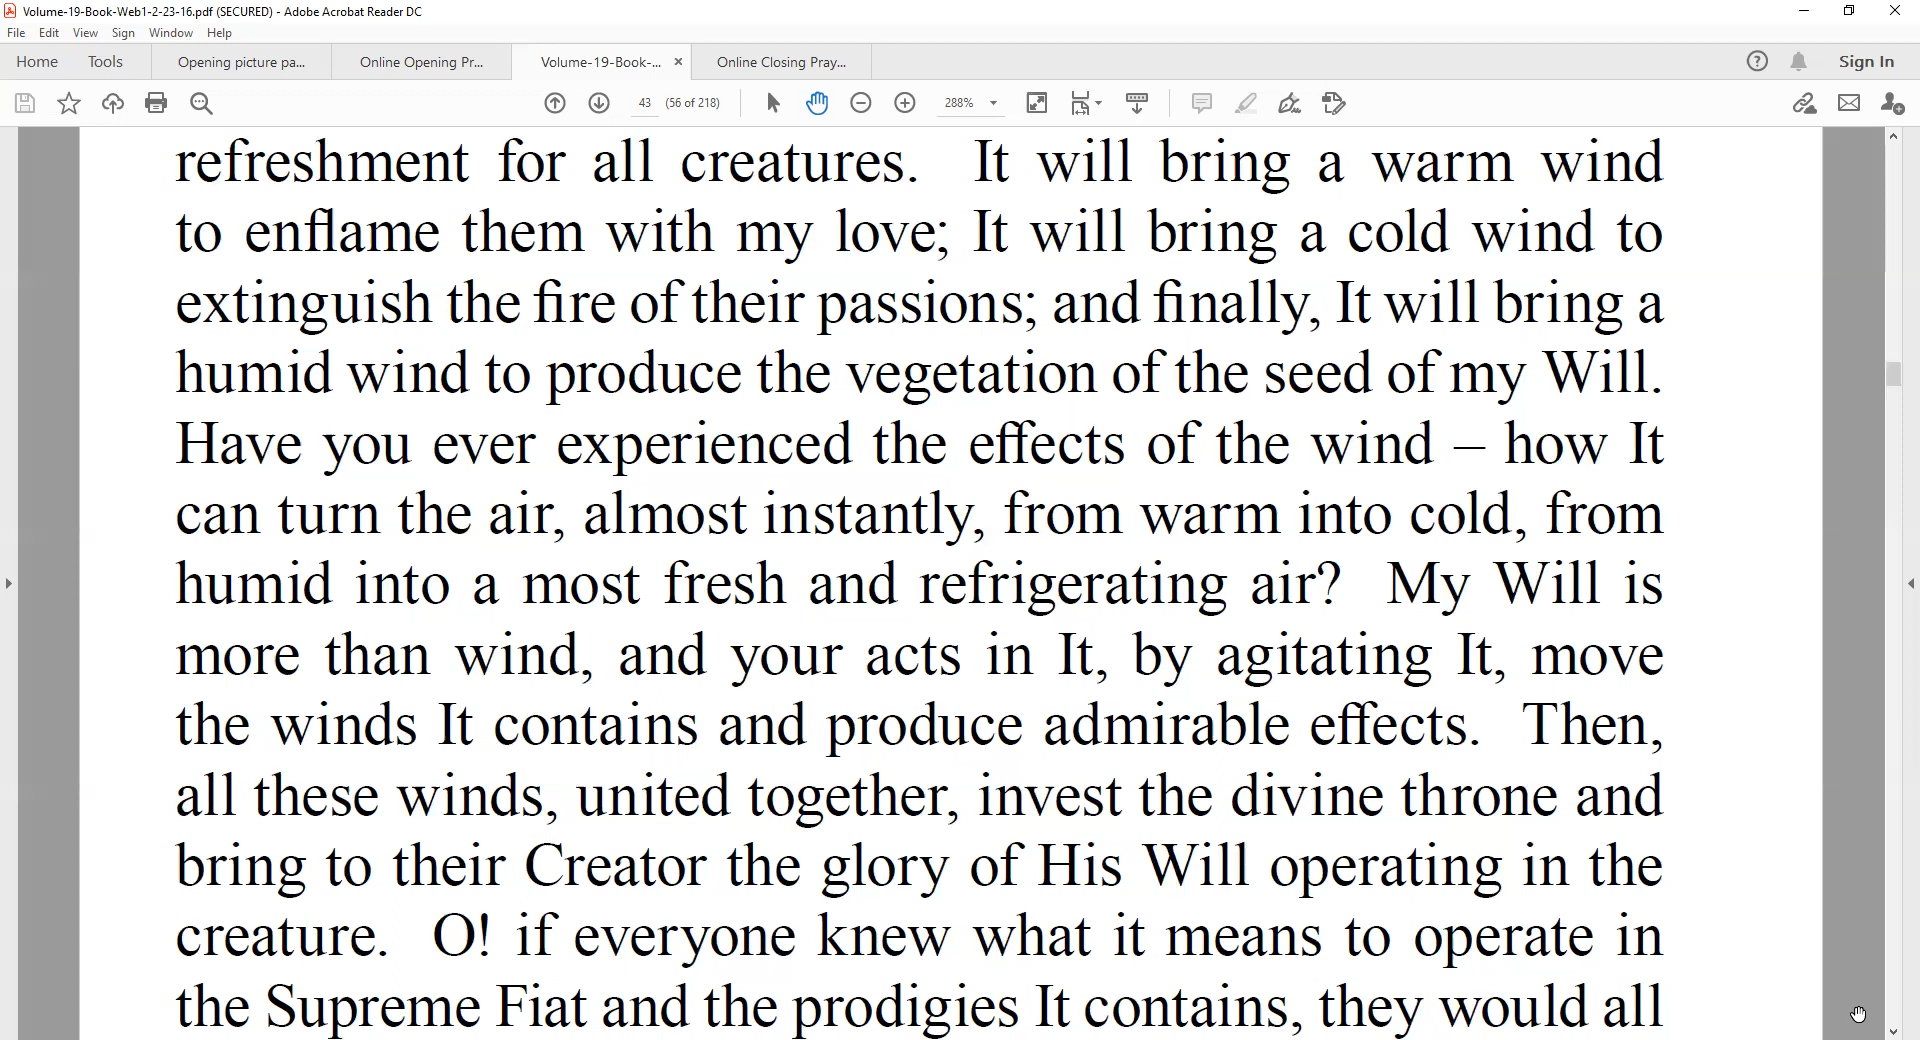 Volume-19-Book-Web1-2-23-16.pdf (SECURED) - Adobe Acrobat Reader DC
File Edit View Sign Window Help
Home Tools Opening picture pa... Online Opening Pr... Volume-19-Book-... Online Closing Pray... Sign In
43 (56 of 218) 288%
refreshment for all creatures. It will bring a warm wind
to enflame them with my love; It will bring a cold wind to
extinguish the fire of their passions; and finally, It will bring a
humid wind to produce the vegetation of the seed of my Will.
Have you ever experienced the effects of the wind – how It
can turn the air, almost instantly, from warm into cold, from
humid into a most fresh and refrigerating air? My Will is
more than wind, and your acts in It, by agitating It, move
the winds It contains and produce admirable effects. Then,
all these winds, united together, invest the divine throne and
bring to their Creator the glory of His Will operating in the
creature. O! if everyone knew what it means to operate in
the Supreme Fiat and the prodigies It contains, they would all